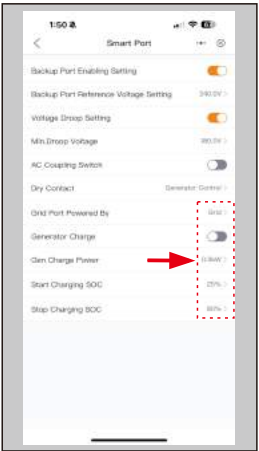 1:50
Smart Port
Backup Port Enabling Setting
Backup Port Reference Voltage Setting
Voltage Droop Setting
Min.Droop Voltage
AC Coupling Switch
Dry Contact Generator Control >
Grid Port Powered By Grid >
Generator Charge
Gen Charge Power
Start Charging SOC 25% >
Stop Charging SOC 80% >